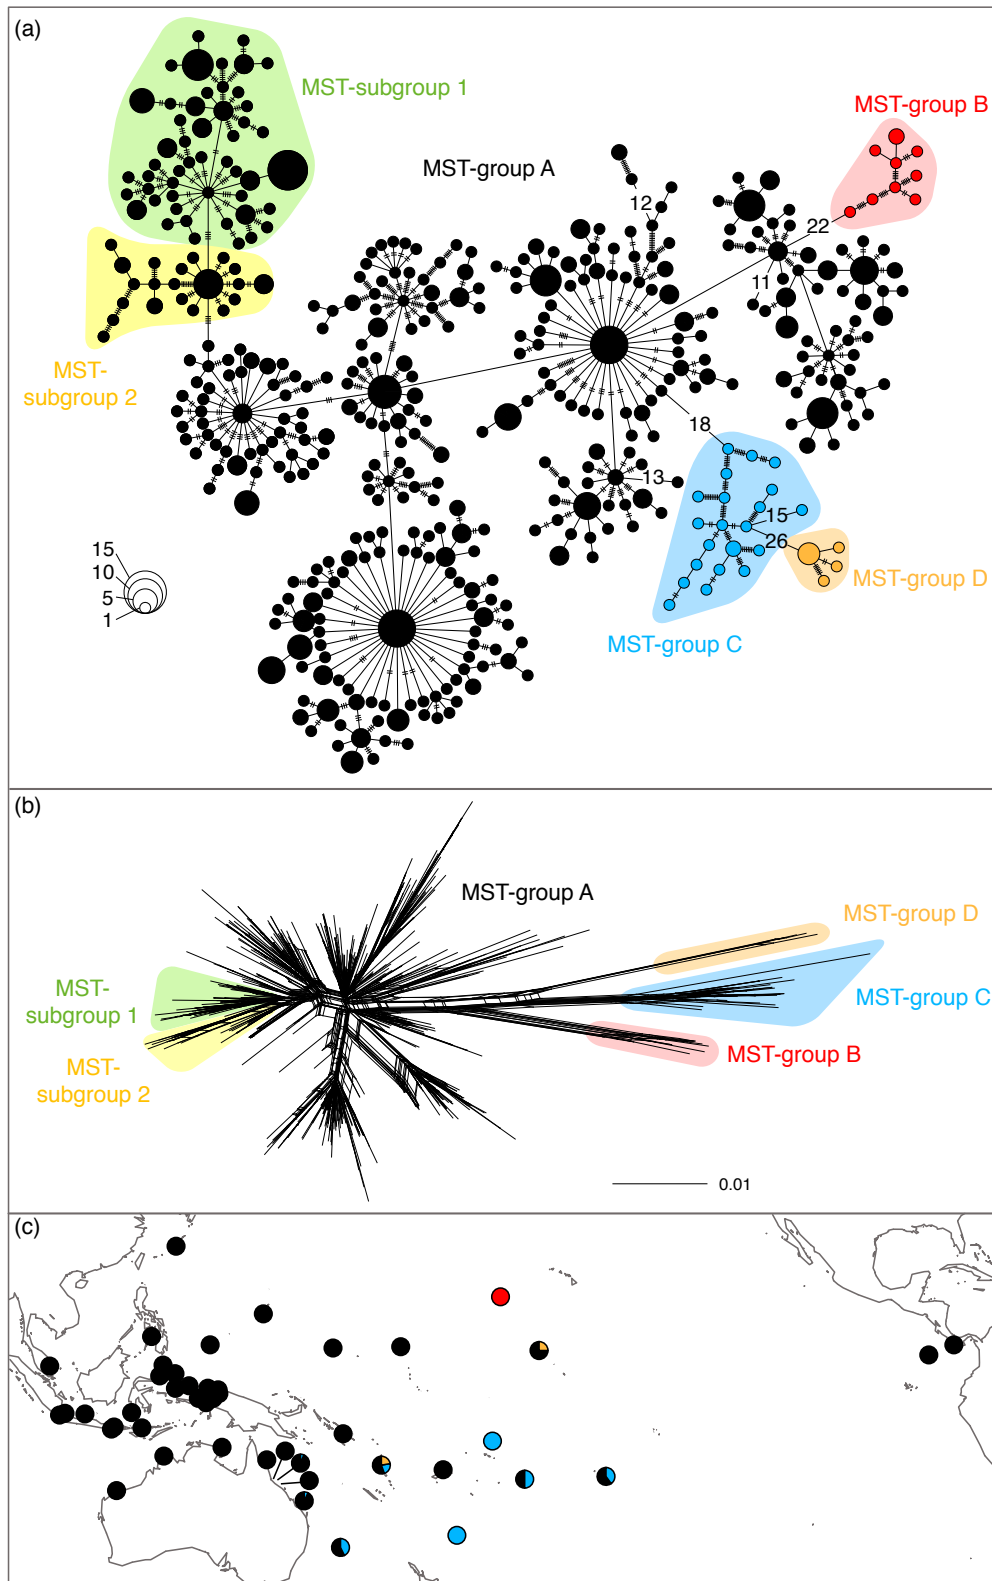 (a)
MST-subgroup 1
MST-group B
MST-group A
12
22
11
MST-
subgroup 2
18
13
15
26
MST-group D
MST-group C
15
10
5
1
(b)
MST-group A
MST-group D
MST-
subgroup 1
MST-group C
MST-group B
MST-
subgroup 2
0.01
(c)